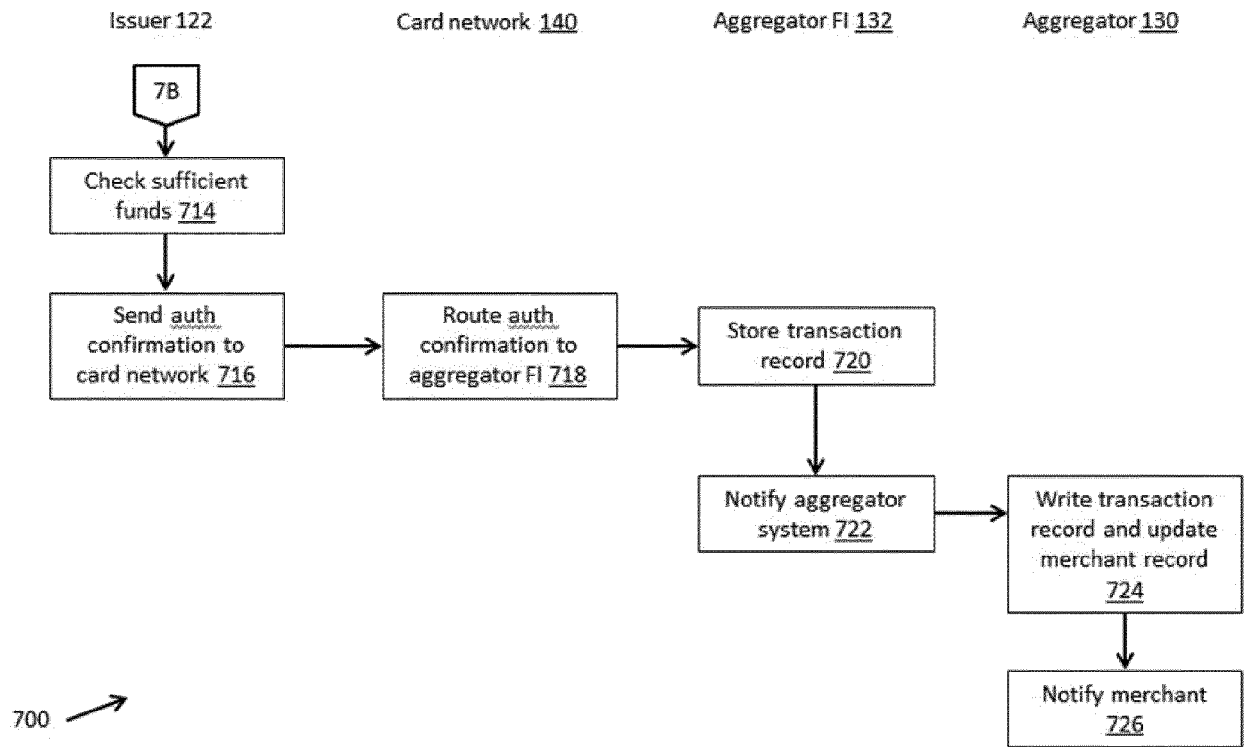 Issuer 122
Card network 140
Aggregator FI 132
Aggregator 130
7B
Check sufficient
funds 714
Send auth
confirmation to
card network 716
Route auth
confirmation to
aggregator FI 718
Store transaction
record 720
Notify aggregator
system 722
Write transaction
record and update
merchant record
724
Notify merchant
726
700